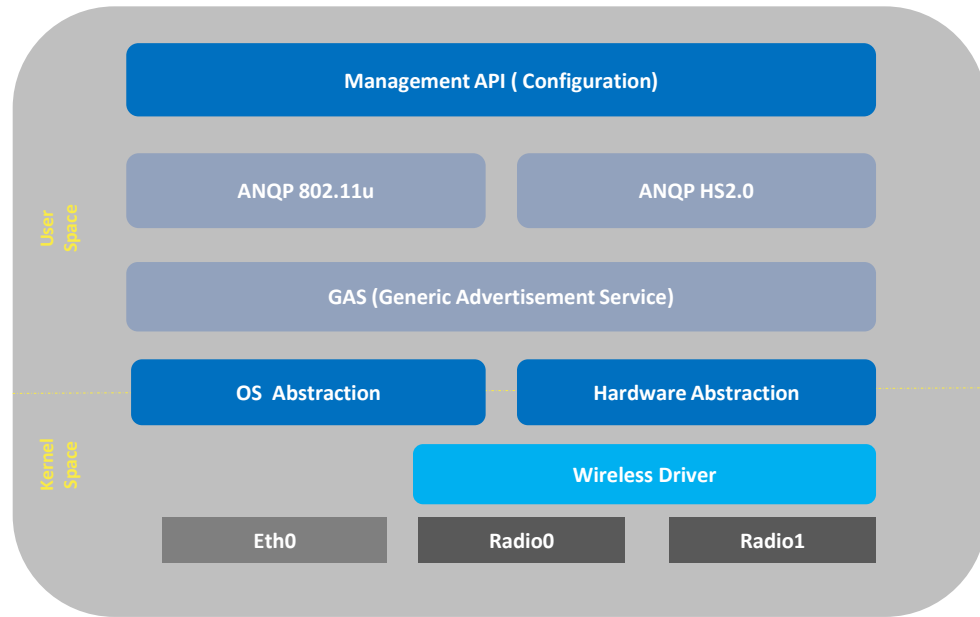 Management API ( Configuration)
ANQP 802.11u
ANQP HS2.0
User
Space
GAS (Generic Advertisement Service)
OS  Abstraction
Hardware Abstraction
Kernel
Space
Wireless Driver
Eth0
Radio0
Radio1